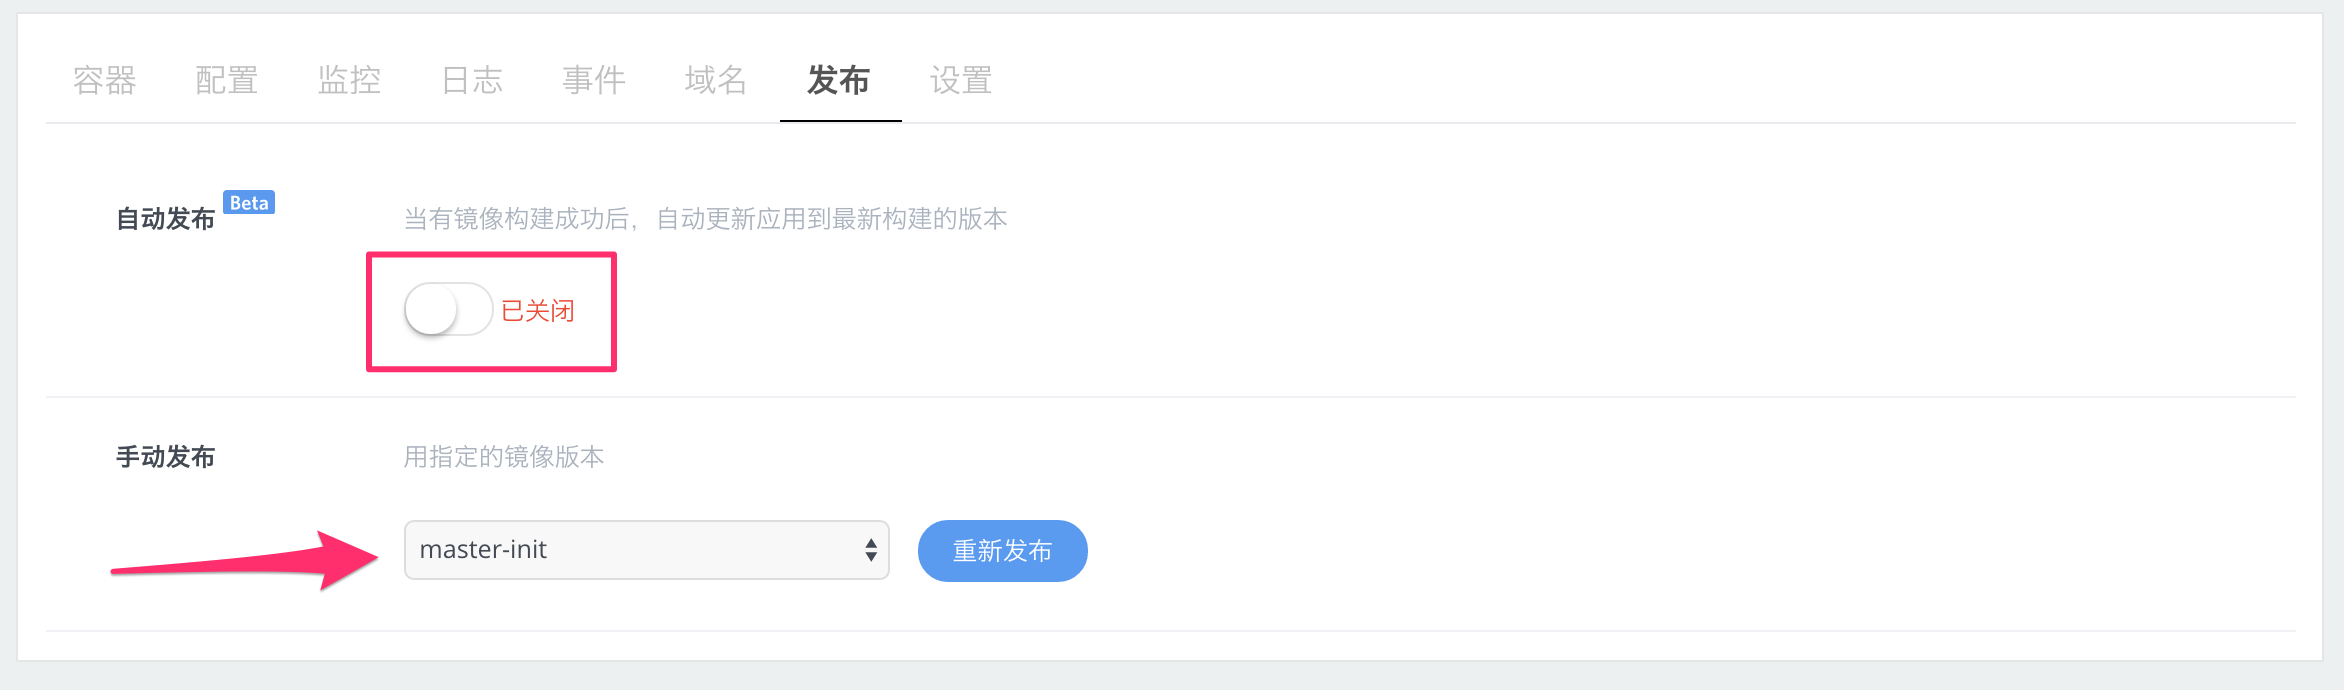 容器 配置 监控 日志 事件 域名 发布 设置
自动发布 Beta 当有镜像构建成功后，自动更新应用到最新构建的版本
已关闭
手动发布 用指定的镜像版本
master-init 重新发布